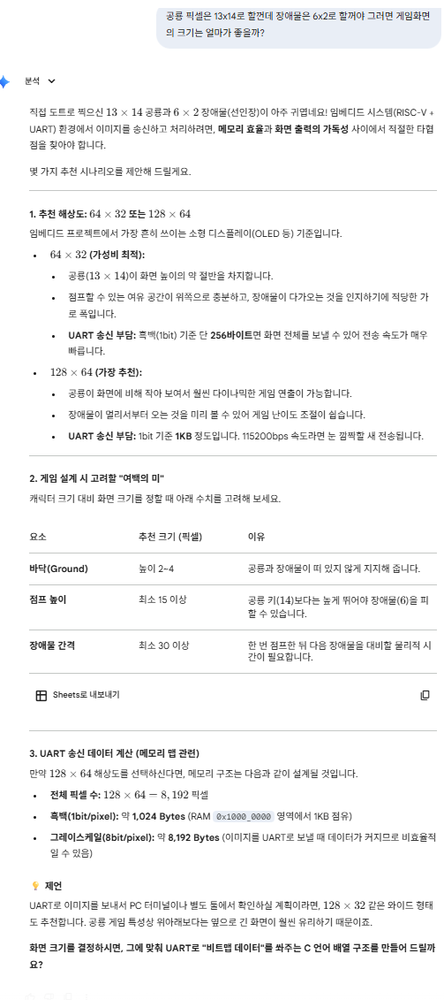 공룡 픽셀은 13x14로 할껀데 장애물은 6x2로 할꺼야 그러면 게임화면
의 크기는 얼마가 좋을까?
분석
직접 도트로 찍으신 13 × 14 공룡과 6 × 2 장애물(선인장)이 아주 귀엽네요! 임베디드 시스템(RISC-V +
UART) 환경에서 이미지를 송신하고 처리하려면, 메모리 효율과 화면 출력의 가독성 사이에서 적절한 타협
점을 찾아야 합니다.
몇 가지 추천 시나리오를 제안해 드릴게요.
1. 추천 해상도: 64 × 32 또는 128 × 64
임베디드 프로젝트에서 가장 흔히 쓰이는 소형 디스플레이(OLED 등) 기준입니다.
• 64 × 32 (가성비 최적):
• 공룡(13 × 14)이 화면 높이의 약 절반을 차지합니다.
• 점프할 수 있는 여유 공간이 위쪽으로 충분하고, 장애물이 다가오는 것을 인지하기에 적당한 가
로 폭입니다.
• UART 송신 부담: 흑백(1bit) 기준 단 256바이트면 화면 전체를 보낼 수 있어 전송 속도가 매우
빠릅니다.
• 128 × 64 (가장 추천):
• 공룡이 화면에 비해 작아 보여서 훨씬 다이나믹한 게임 연출이 가능합니다.
• 장애물이 멀리서부터 오는 것을 미리 볼 수 있어 게임 난이도 조절이 쉽습니다.
• UART 송신 부담: 1bit 기준 1KB 정도입니다. 115200bps 속도라면 눈 깜짝할 새 전송됩니다.
2. 게임 설계 시 고려할 "여백의 미"
캐릭터 크기 대비 화면 크기를 정할 때 아래 수치를 고려해 보세요.
요소 추천 크기 (픽셀) 이유
바닥(Ground) 높이 2~4 공룡과 장애물이 떠 있지 않게 지지해 줍니다.
점프 높이 최소 15 이상 공룡 키(14)보다는 높게 뛰어야 장애물(6)을 피
할 수 있습니다.
장애물 간격 최소 30 이상 한 번 점프한 뒤 다음 장애물을 대비할 물리적 시
간이 필요합니다.
Sheets로 내보내기
3. UART 송신 데이터 계산 (메모리 맵 관련)
만약 128 × 64 해상도를 선택하신다면, 메모리 구조는 다음과 같이 설계될 것입니다.
• 전체 픽셀 수: 128 × 64 = 8,192 픽셀
• 흑백(1bit/pixel): 약 1,024 Bytes (RAM 0x1000_0000 영역에서 1KB 점유)
• 그레이스케일(8bit/pixel): 약 8,192 Bytes (이미지를 UART로 보낼 때 데이터가 커지므로 비효율적
일 수 있음)
💡 제언
UART로 이미지를 보내서 PC 터미널이나 별도 툴에서 확인하실 계획이라면, 128 × 32 같은 와이드 형태
도 추천합니다. 공룡 게임 특성상 위아래보다는 옆으로 긴 화면이 훨씬 유리하기 때문이죠.
화면 크기를 결정하시면, 그에 맞춰 UART로 "비트맵 데이터"를 쏴주는 C 언어 배열 구조를 만들어 드릴까
요?